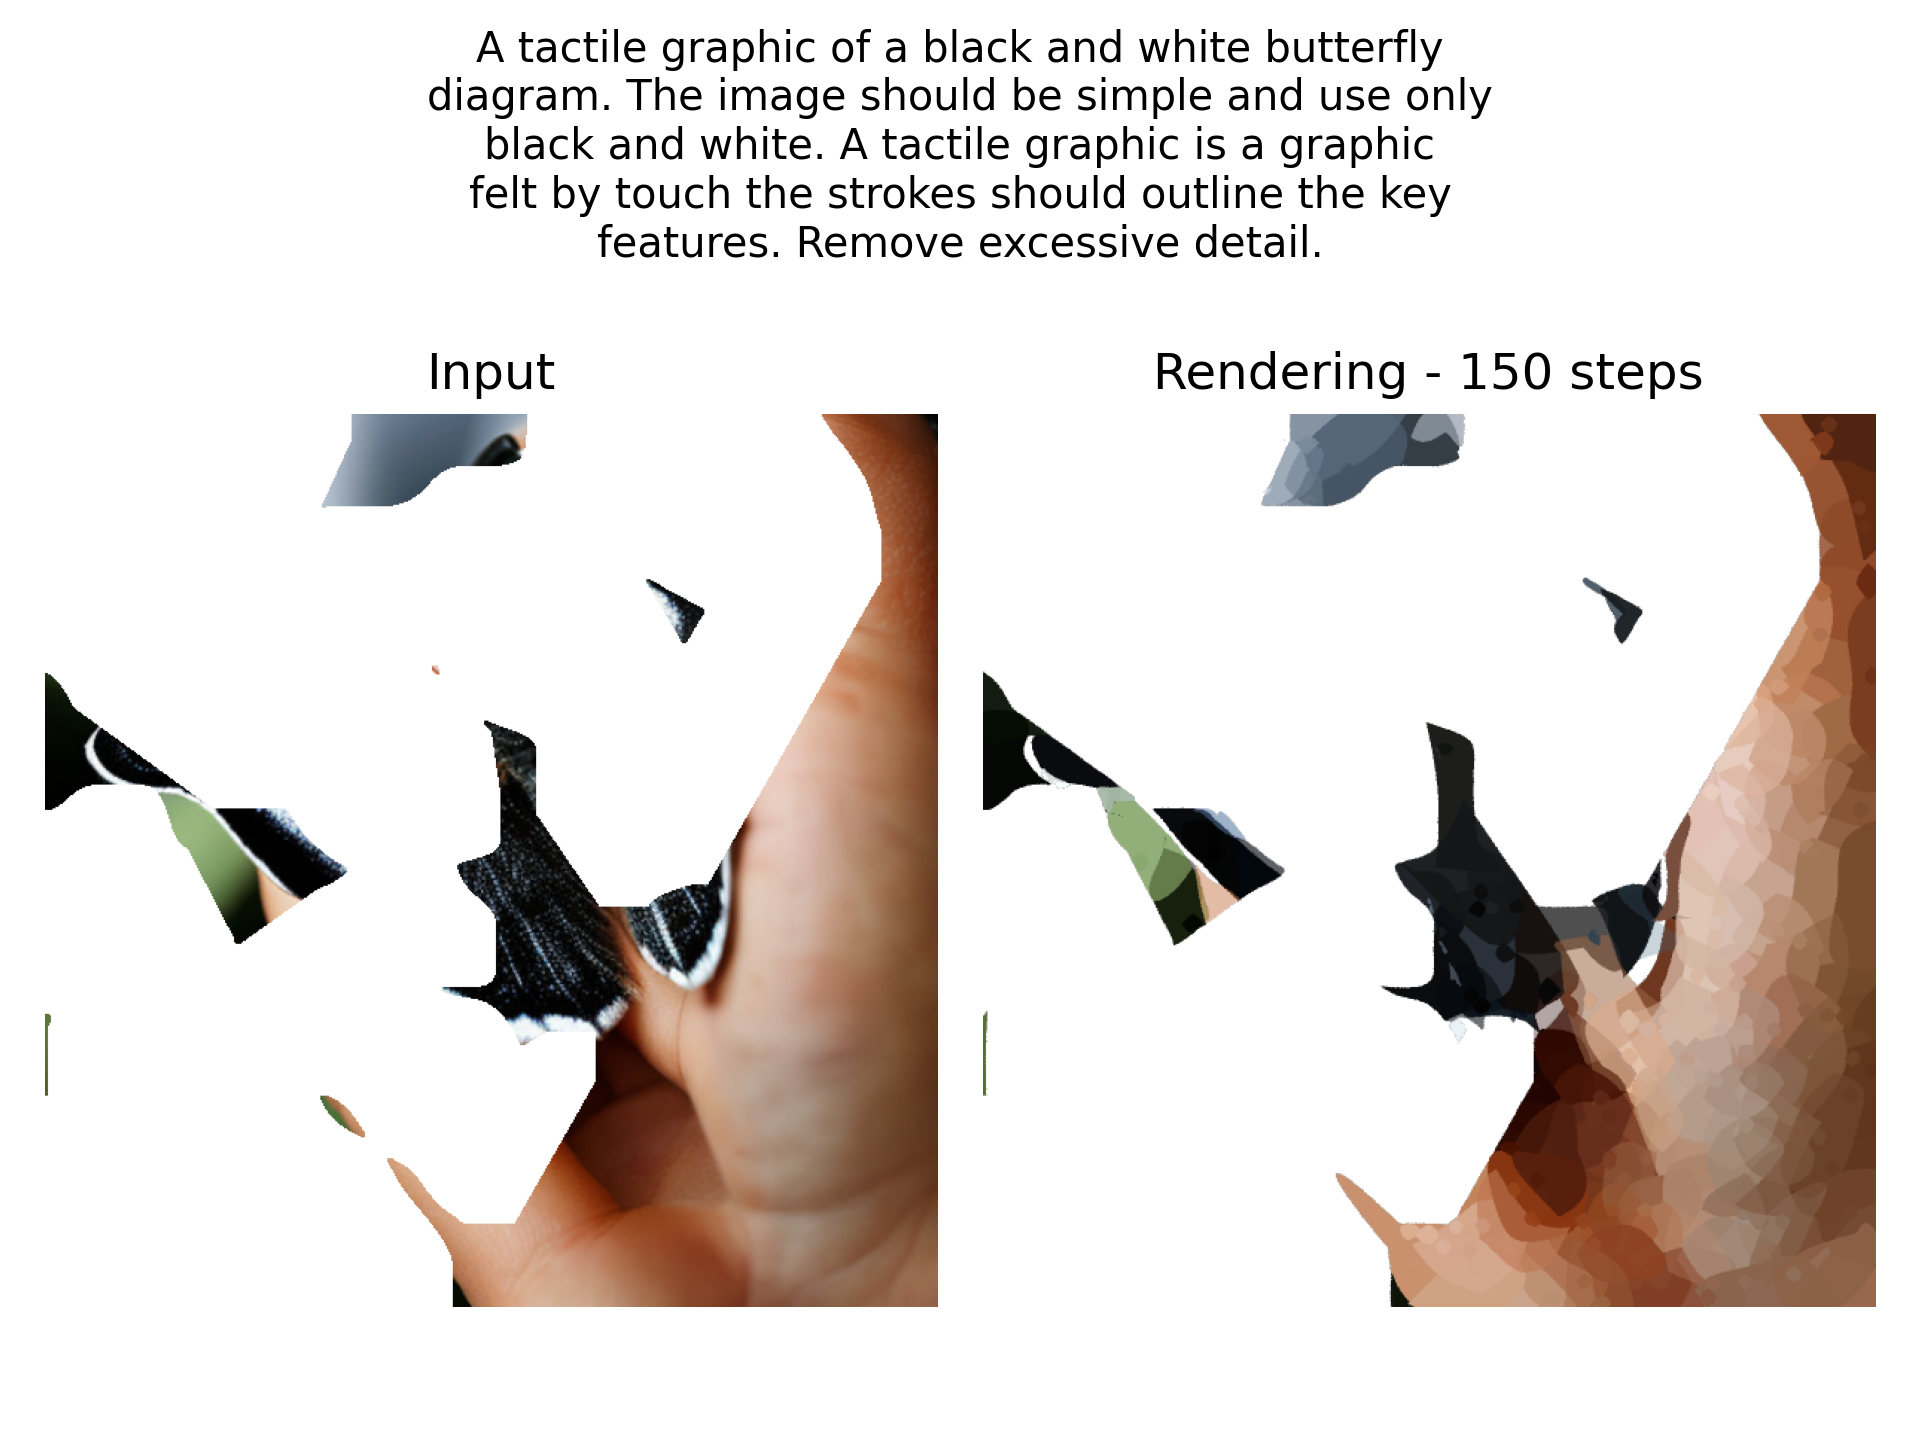 A tactile graphic of a black and white butterfly
diagram. The image should be simple and use only
black and white. A tactile graphic is a graphic
felt by touch the strokes should outline the key
features. Remove excessive detail.
Input
Rendering - 150 steps